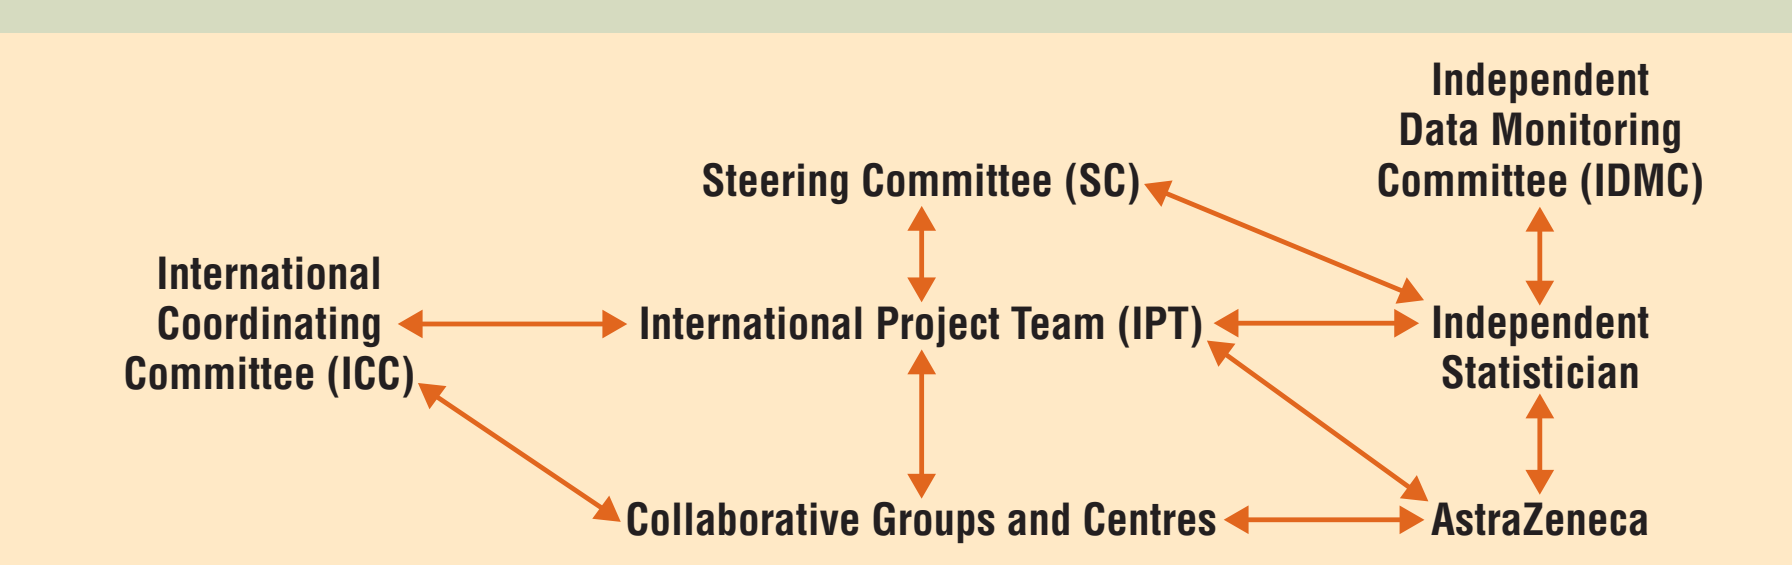 Independent
Data Monitoring
Committee (IDMC)
Steering Committee (SC)
International
Coordinating
Committee (ICC)
International Project Team (IPT)
Independent
Statistician
Collaborative Groups and Centres
AstraZeneca